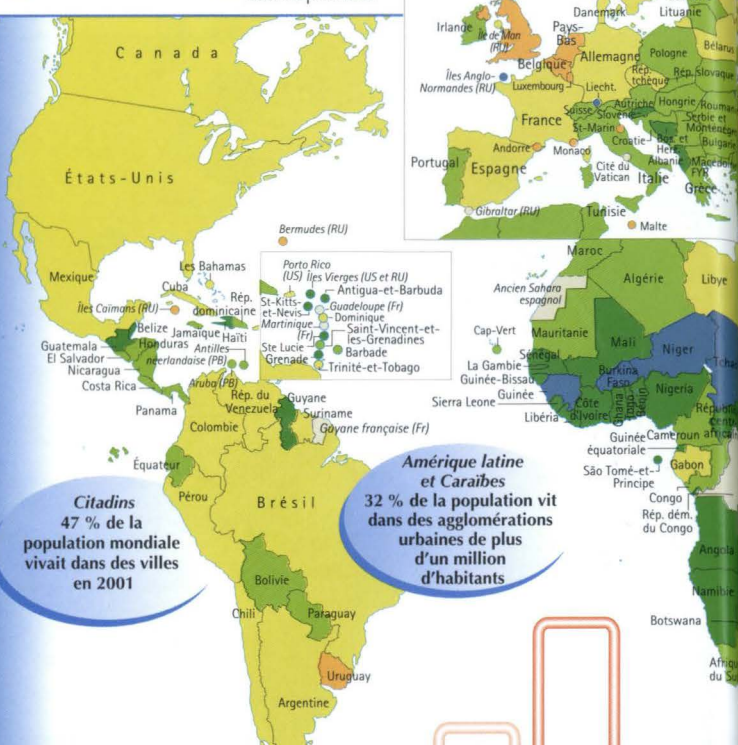 Canada
États-Unis
Mexique
Bermudes (RU)
Les Bahamas
Cuba
Îles Caïmans (RU)
Rép.
dominicaine
Belize
Jamaïque
Haïti
Guatemala
Honduras
El Salvador
Nicaragua
Costa Rica
Panama
Antilles
néerlandaise (PB)
Aruba (PB)
Porto Rico
(US)
Îles Vierges (US et RU)
Antigua-et-Barbuda
St-Kitts-
et-Nevis
Guadeloupe (Fr)
Dominique
Martinique
(Fr)
Saint-Vincent-et-
les-Grenadines
Ste Lucie
Barbade
Grenade
Trinité-et-Tobago
Rép. du
Venezuela
Guyane
Suriname
Guyane française (Fr)
Colombie
Équateur
Pérou
Brésil
Bolivie
Paraguay
Chili
Uruguay
Argentine
Citadins
47 % de la
population mondiale
vivait dans des villes
en 2001
Amérique latine
et Caraïbes
32 % de la population vit
dans des agglomérations
urbaines de plus
d'un million
d'habitants
Irlande
Île de Man
(RU)
Danemark
Lituanie
Pays-
Bas
Bélarus
Belgique
Allemagne
Pologne
Îles Anglo-
Normandes (RU)
Luxembourg
Rép.
tchèque
Rép. slovaque
Liecht.
France
Suisse
Autriche
Hongrie
Slovénie
St-Marin
Serbie et
Monténégro
Croatie
Andorre
Monaco
Albanie
Macédoine
FYR
Portugal
Espagne
Cité du
Vatican
Italie
Grèce
Gibraltar (RU)
Tunisie
Malte
Maroc
Algérie
Libye
Ancien Sahara
espagnol
Mauritanie
Mali
Niger
Cap-Vert
Sénégal
La Gambie
Guinée-Bissau
Guinée
Sierra Leone
Libéria
Burkina
Faso
Côte
d'Ivoire
Ghana
Togo
Bénin
Nigeria
Guinée
équatoriale
Cameroun
Gabon
São Tomé-et-
Principe
Congo
Rép. dém.
du Congo
Angola
Namibie
Botswana